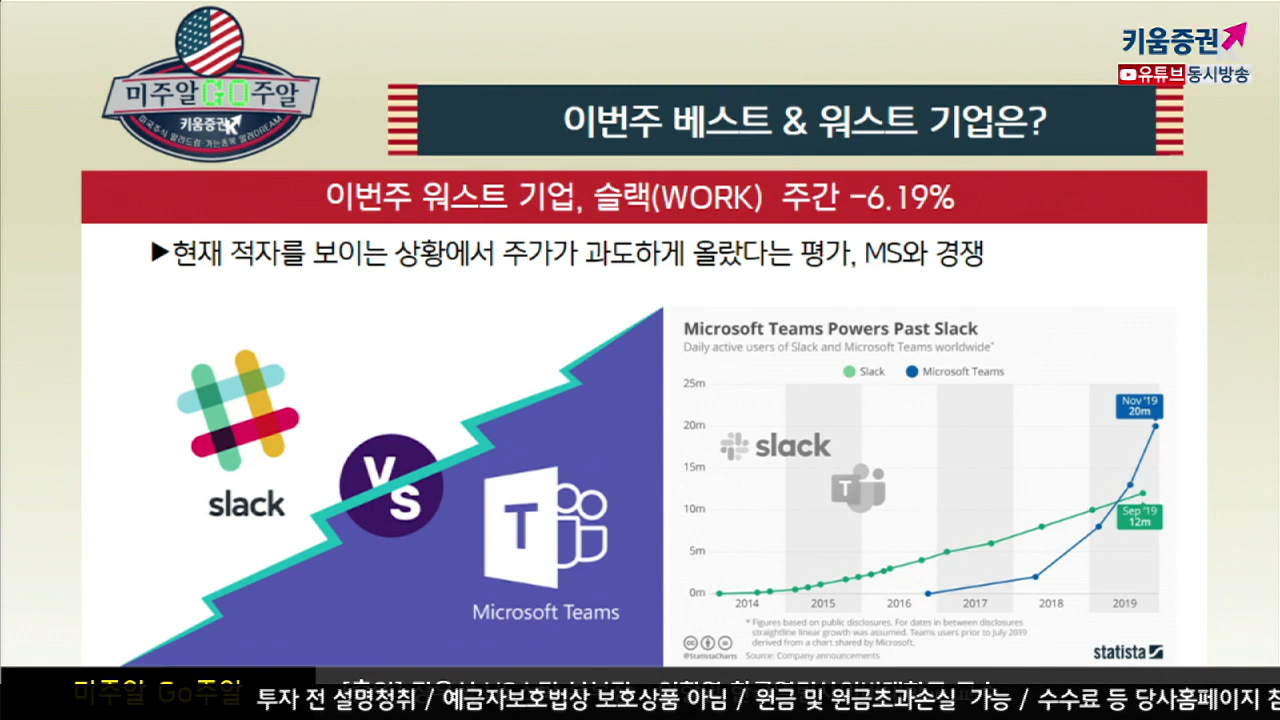 미주알GO주알
키움증권
키움증권
유튜브 동시방송
이번주 베스트 & 워스트 기업은?
이번주 워스트 기업, 슬랙(WORK) 주간 -6.19%
▶현재 적자를 보이는 상황에서 주가가 과도하게 올랐다는 평가, MS와 경쟁
slack
VS
T
Microsoft Teams
Microsoft Teams Powers Past Slack
Daily active users of Slack and Microsoft Teams worldwide*
Slack
Microsoft Teams
25m
20m
15m
10m
5m
0m
slack
T
Nov '19
20m
Sep '19
12m
2014 2015 2016 2017 2018 2019
* Figures based on public disclosures. For dates in between disclosures
straightline linear growth was assumed. Teams users prior to July 2019
derived from a chart shared by Microsoft.
@StatistaCharts Source: Company announcements
statista
미주알 Go주알
투자 전 설명청취 / 예금자보호법상 보호상품 아님 / 원금 및 원금초과손실 가능 / 수수료 등 당사홈페이지 참